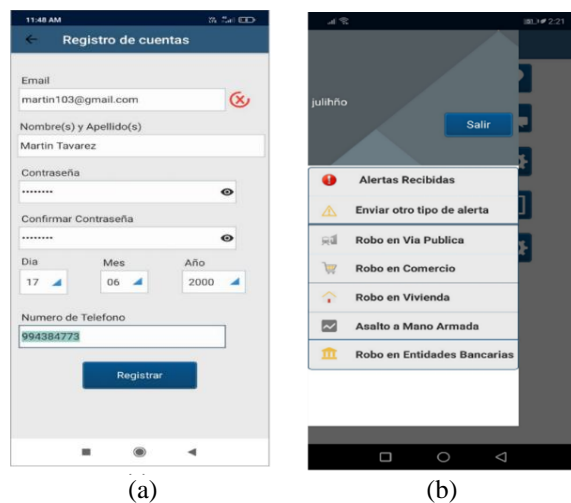 11:48 AM
Registro de cuentas
Email
martin103@gmail.com
Nombre(s) y Apellido(s)
Martin Tavarez
Contraseña
········
Confirmar Contraseña
········
Dia Mes Año
17 06 2000
Numero de Telefono
994384773
Registrar
(a)
2:21
julihño
Salir
Alertas Recibidas
Enviar otro tipo de alerta
Robo en Via Publica
Robo en Comercio
Robo en Vivienda
Asalto a Mano Armada
Robo en Entidades Bancarias
(b)